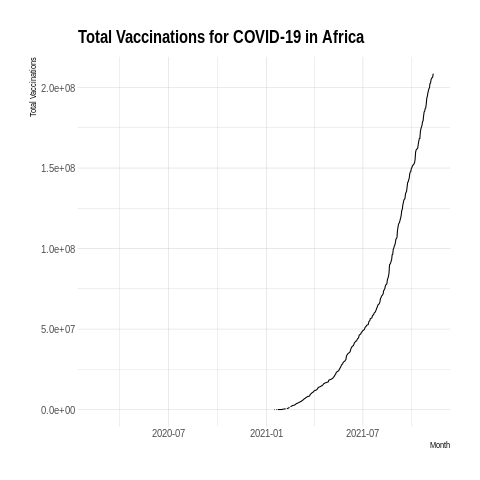 Total Vaccinations for COVID-19 in Africa
Total Vaccinations
2.0e+08
1.5e+08
1.0e+08
5.0e+07
0.0e+00
2020-07 2021-01 2021-07
Month